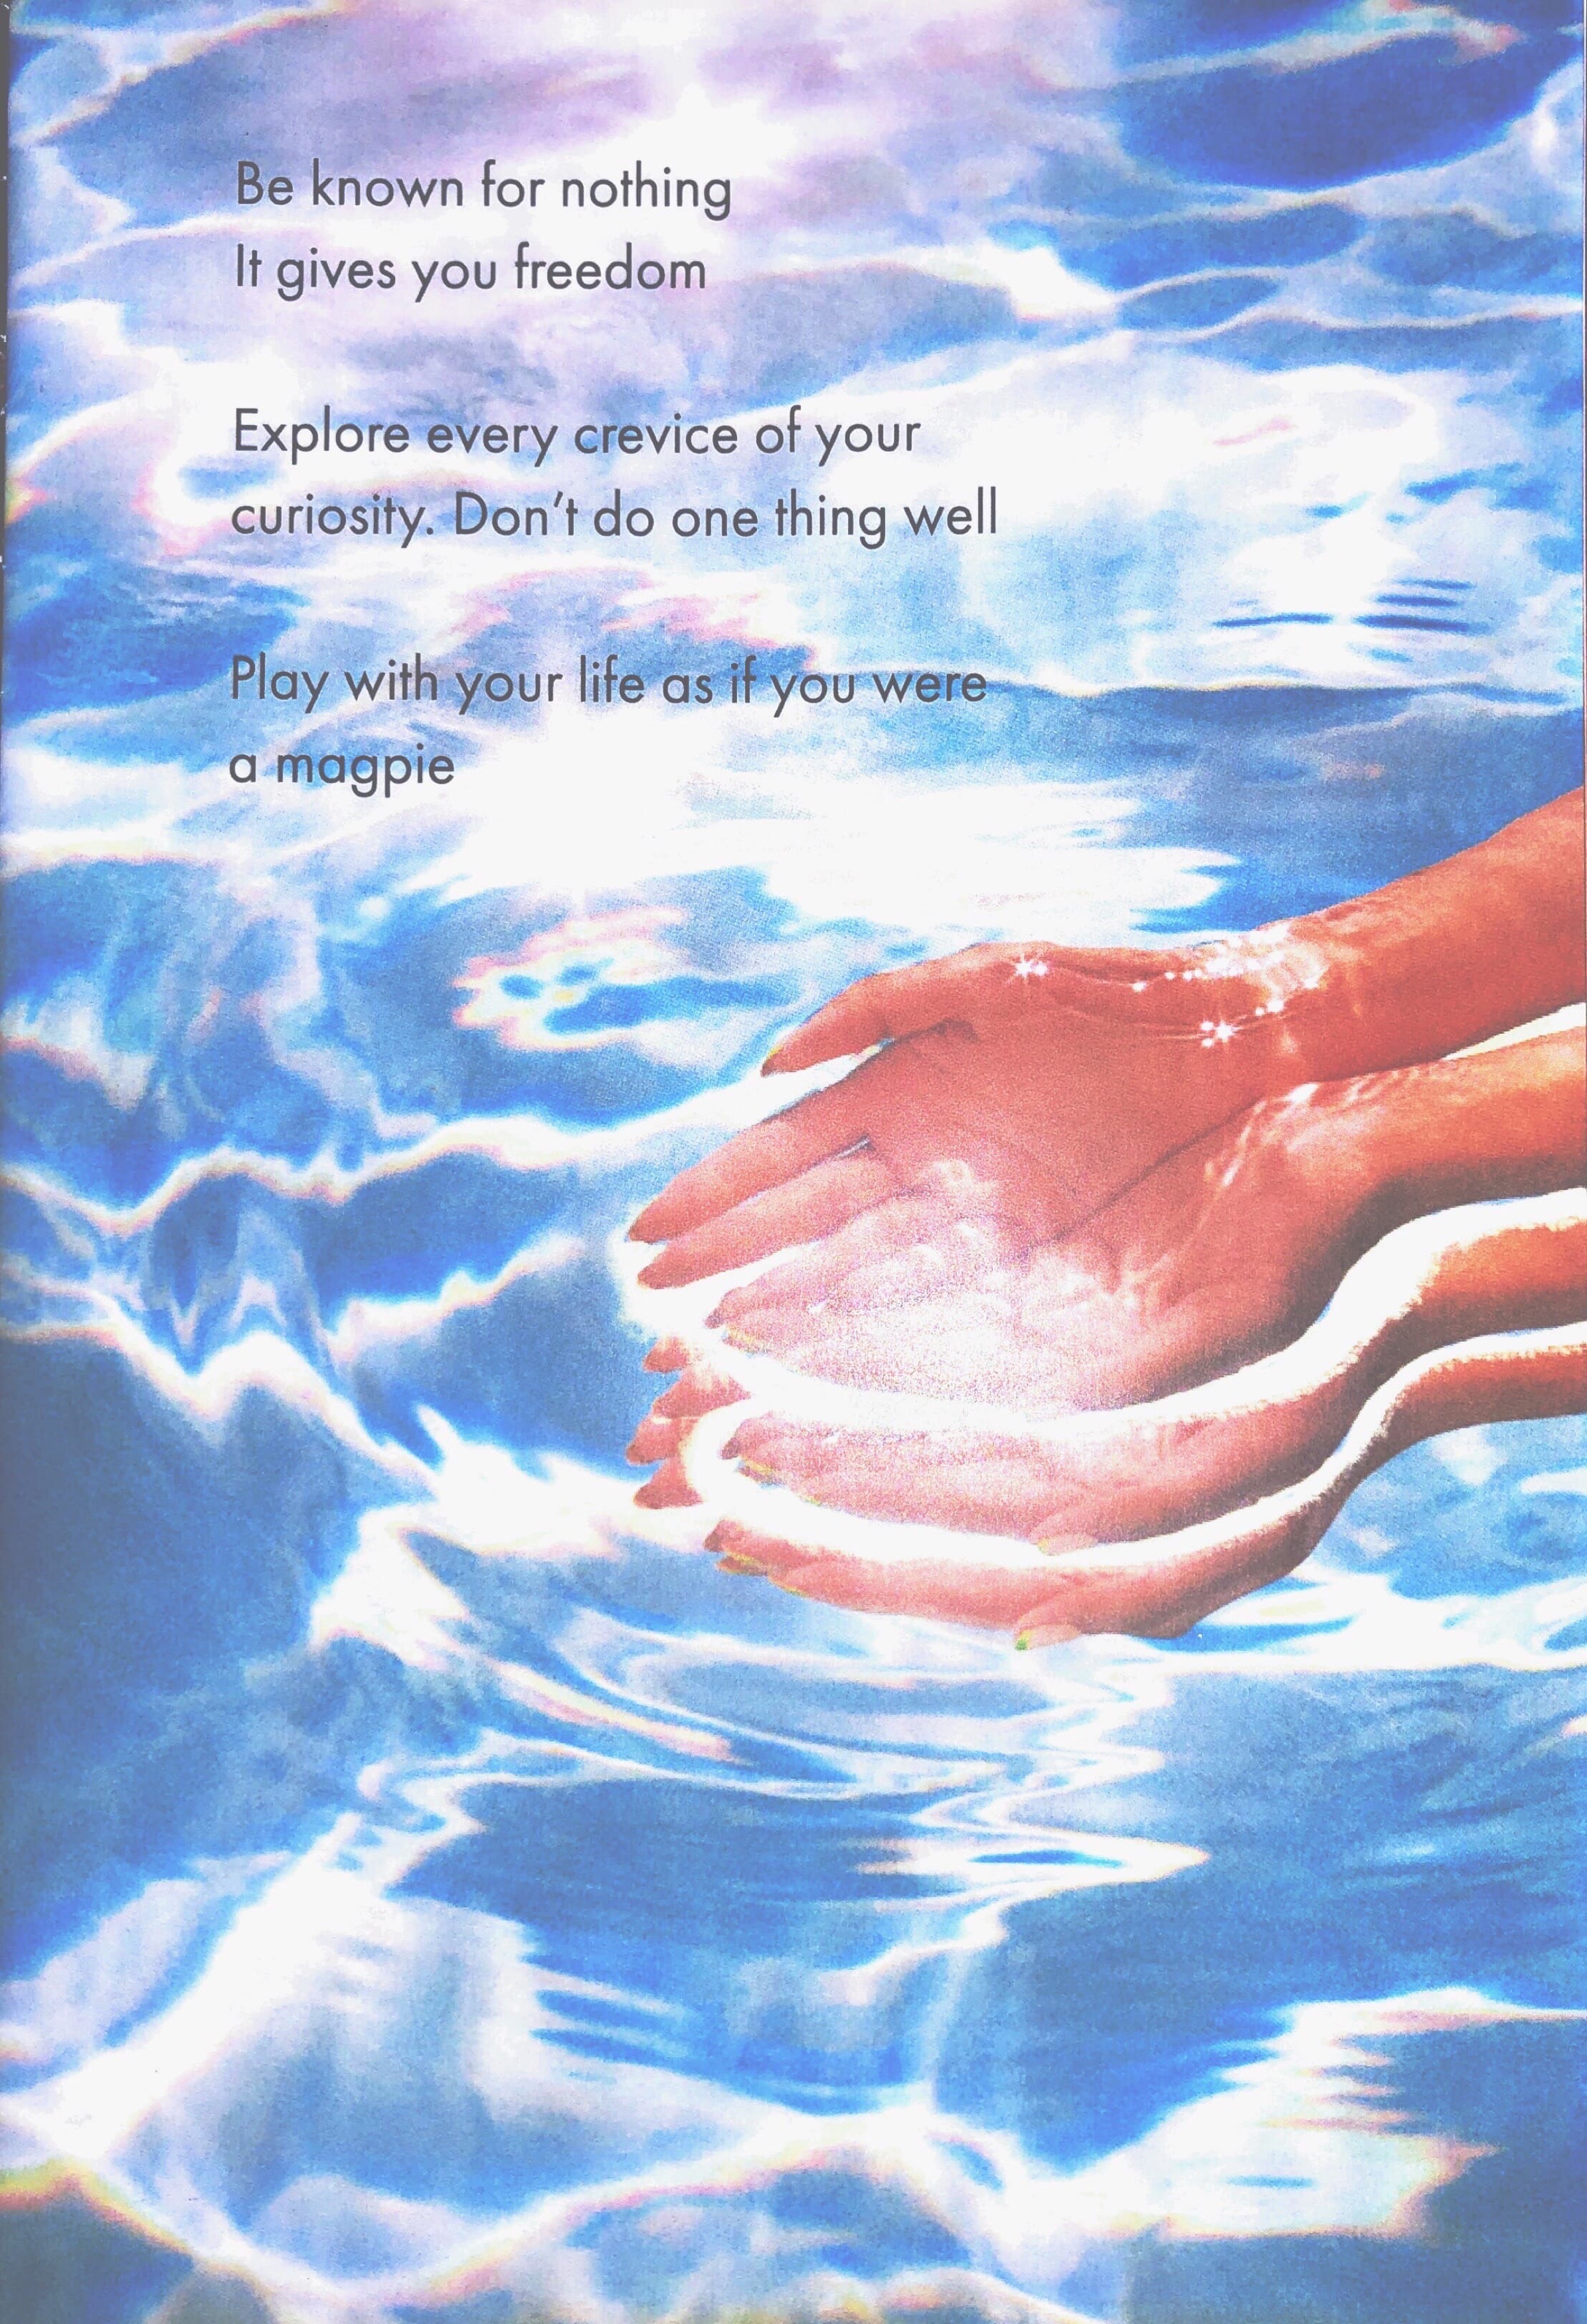 Be known for nothing
It gives you freedom
Explore every crevice of your
curiosity. Don't do one thing well
Play with your life as if you were
a magpie